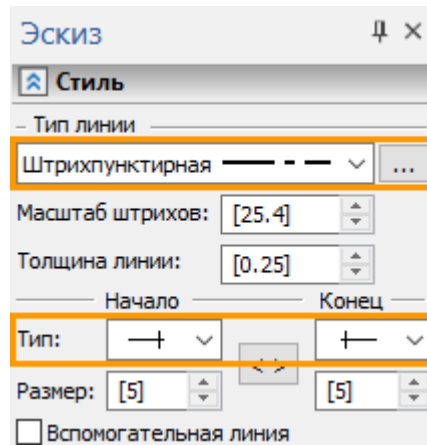 Эскиз
Стиль
Тип линии
Штрихпунктирная ...
Масштаб штрихов: [25.4]
Толщина линии: [0.25]
Начало Конец
Тип: < >
Размер: [5] [5]
Вспомогательная линия